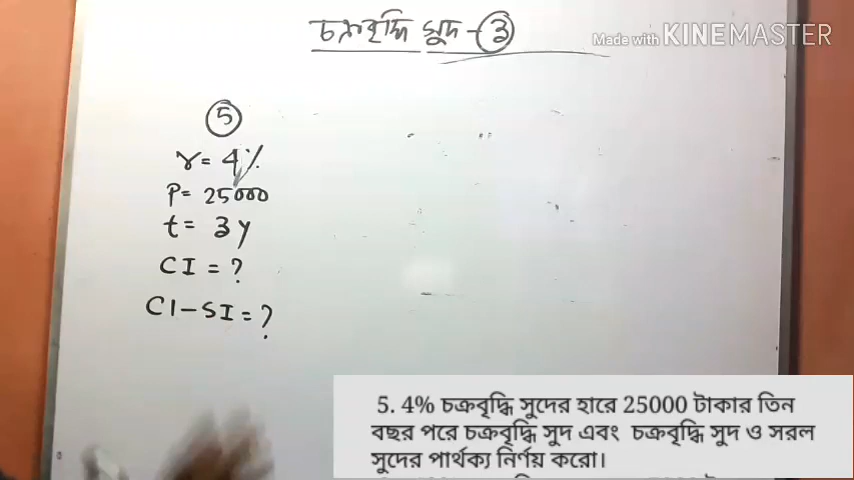 চক্রবৃদ্ধি সুদ - ③
Made with KINEMASTER
⑤
r = 4%
P = 25000
t = 3 y
CI = ?
CI - SI = ?
5. 4% চক্রবৃদ্ধি সুদের হারে 25000 টাকার তিন
বছর পরে চক্রবৃদ্ধি সুদ এবং চক্রবৃদ্ধি সুদ ও সরল
সুদের পার্থক্য নির্ণয় করো।